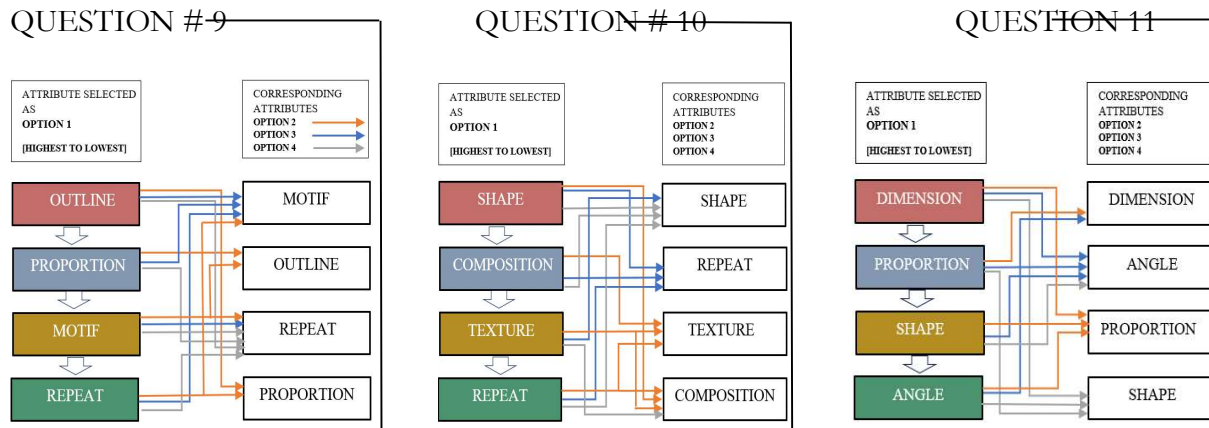 QUESTION # 9
ATTRIBUTE SELECTED
AS
OPTION 1
[HIGHEST TO LOWEST]
CORRESPONDING
ATTRIBUTES
OPTION 2
OPTION 3
OPTION 4
OUTLINE
PROPORTION
MOTIF
REPEAT
MOTIF
OUTLINE
REPEAT
PROPORTION
QUESTION # 10
ATTRIBUTE SELECTED
AS
OPTION 1
[HIGHEST TO LOWEST]
CORRESPONDING
ATTRIBUTES
OPTION 2
OPTION 3
OPTION 4
SHAPE
COMPOSITION
TEXTURE
REPEAT
SHAPE
REPEAT
TEXTURE
COMPOSITION
QUESTION 11
ATTRIBUTE SELECTED
AS
OPTION 1
[HIGHEST TO LOWEST]
CORRESPONDING
ATTRIBUTES
OPTION 2
OPTION 3
OPTION 4
DIMENSION
PROPORTION
SHAPE
ANGLE
DIMENSION
ANGLE
PROPORTION
SHAPE